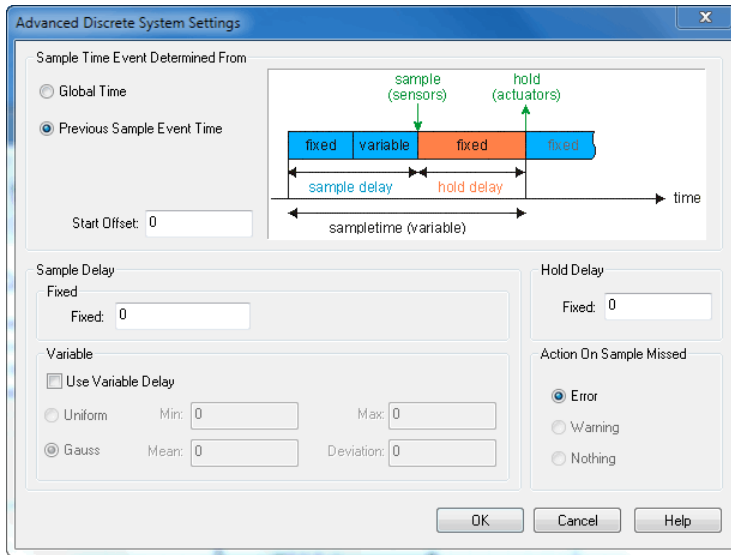 Advanced Discrete System Settings
x
Sample Time Event Determined From
Global Time
Previous Sample Event Time
Start Offset: 0
sample
(sensors)
hold
(actuators)
fixed variable fixed fixed
sample delay hold delay
time
sampletime (variable)
Sample Delay
Fixed
Fixed: 0
Hold Delay
Fixed: 0
Variable
Use Variable Delay
Uniform Min: 0 Max: 0
Gauss Mean: 0 Deviation: 0
Action On Sample Missed
Error
Warning
Nothing
OK Cancel Help